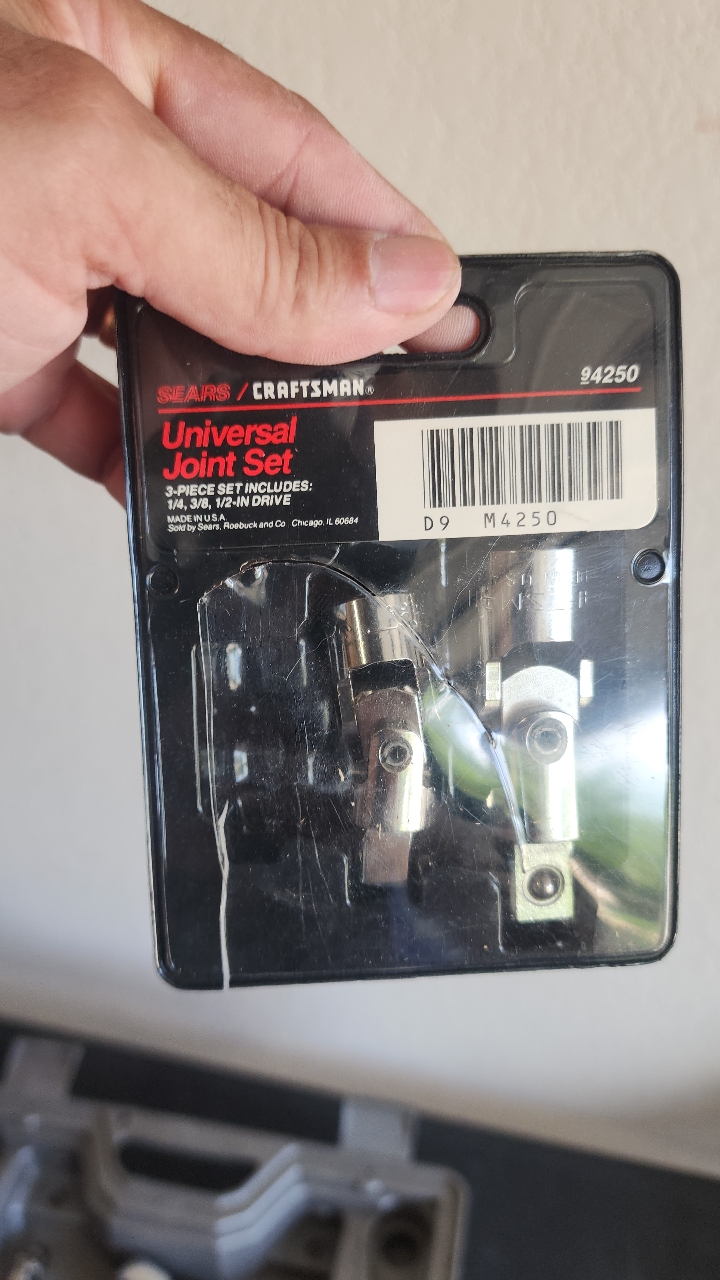 SEARS / CRAFTSMAN®
94250
Universal
Joint Set
3-PIECE SET INCLUDES:
1/4, 3/8, 1/2-IN DRIVE
MADE IN U.S.A.
Sold by Sears, Roebuck and Co Chicago, IL 60684
D9 M4250